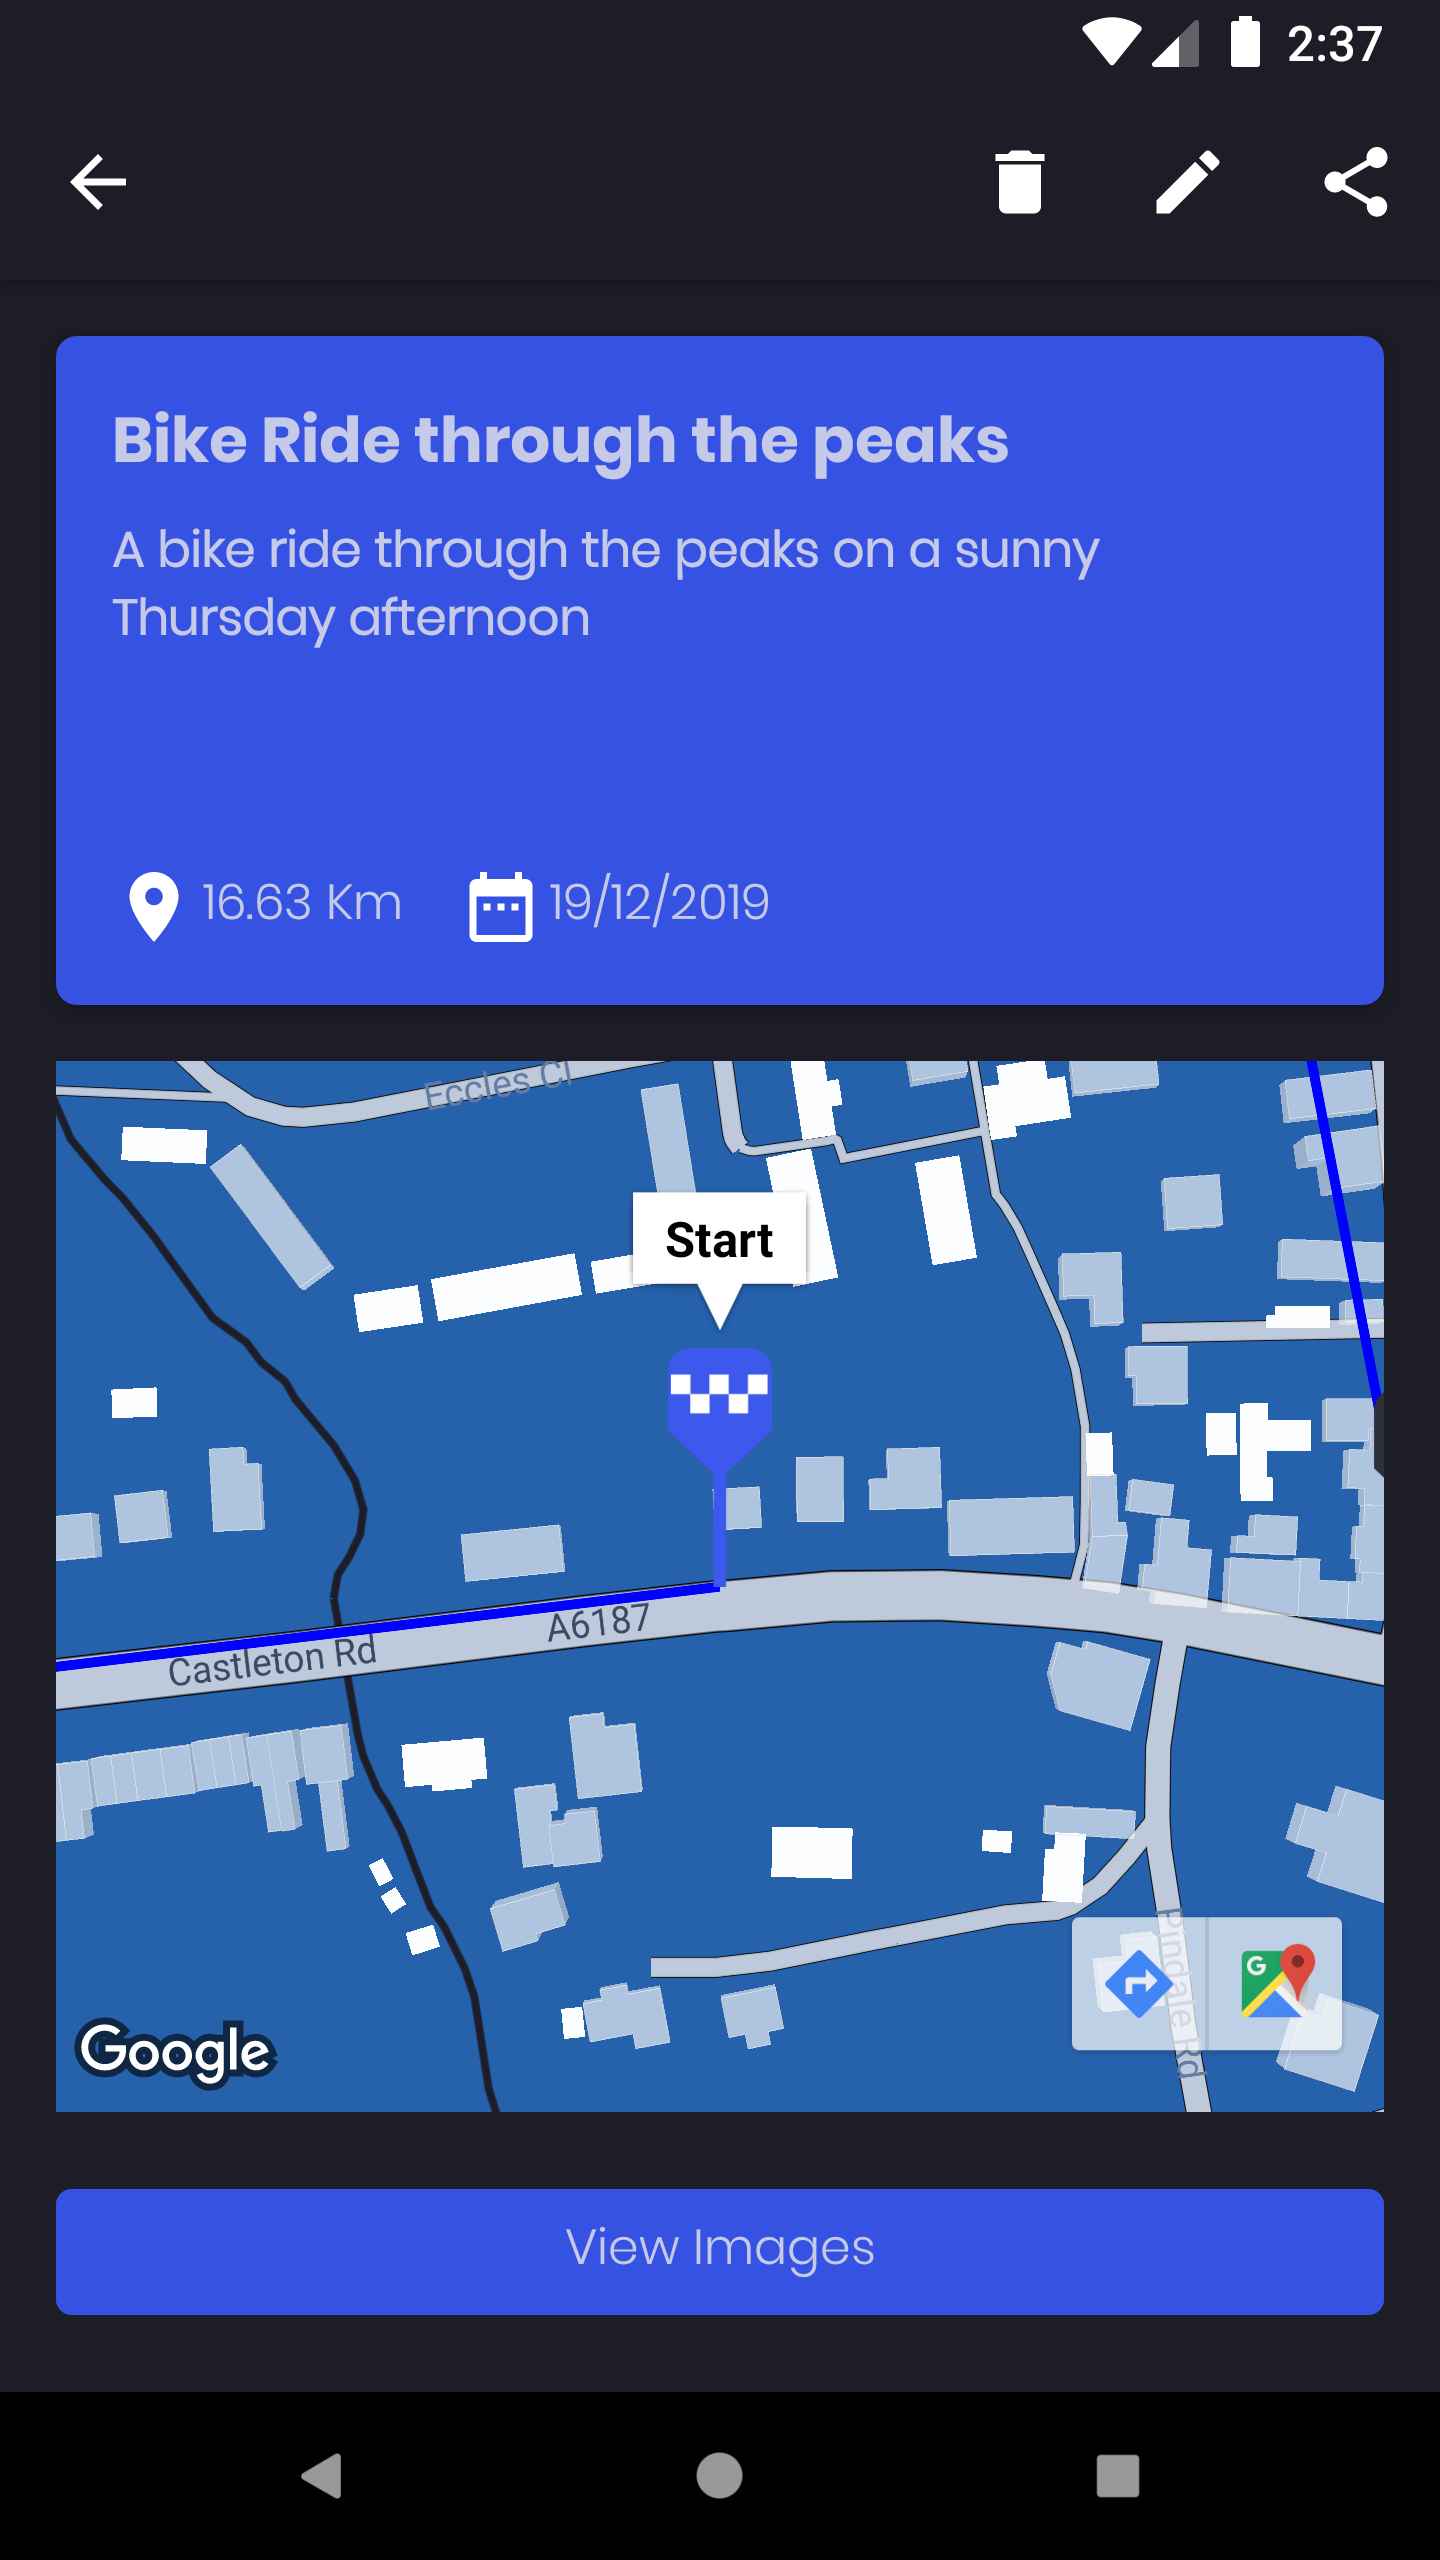 2:37
Bike Ride through the peaks
A bike ride through the peaks on a sunny
Thursday afternoon
16.63 Km
19/12/2019
Eccles Cl
Start
A6187
Castleton Rd
Pindale Rd
G
Google
View Images